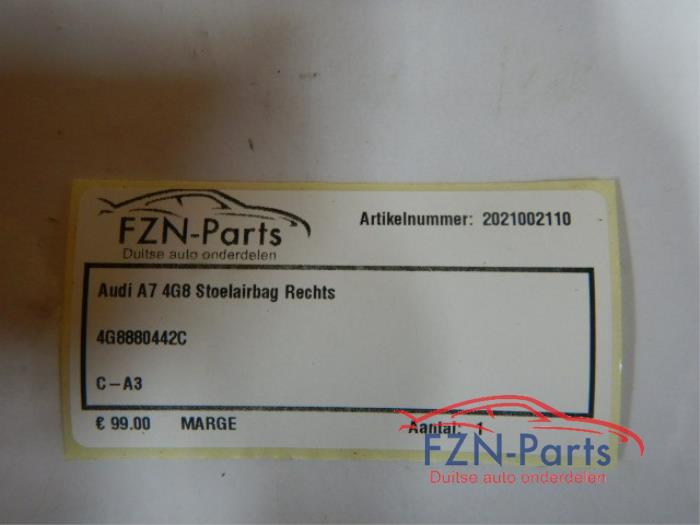 FZN-Parts
Duitse auto onderdelen
Artikelnummer: 2021002110
Audi A7 4G8 Stoelairbag Rechts
4G8880442C
C-A3
€ 99.00 MARGE Aantal: 1
FZN-Parts
Duitse auto onderdelen